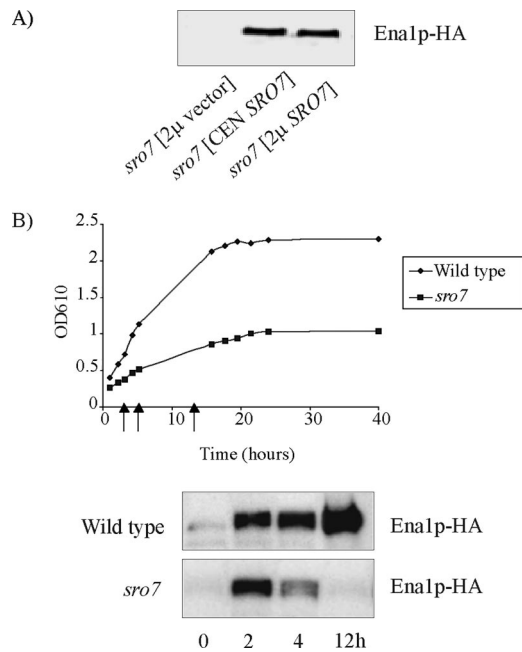 A)
Ena1p-HA
sro7 [2μ vector]
sro7 [CEN SRO7]
sro7 [2μ SRO7]
B)
2.5
2
1.5
1
0.5
0
OD610
0 10 20 30 40
Time (hours)
Wild type
sro7
Wild type Ena1p-HA
sro7 Ena1p-HA
0 2 4 12h